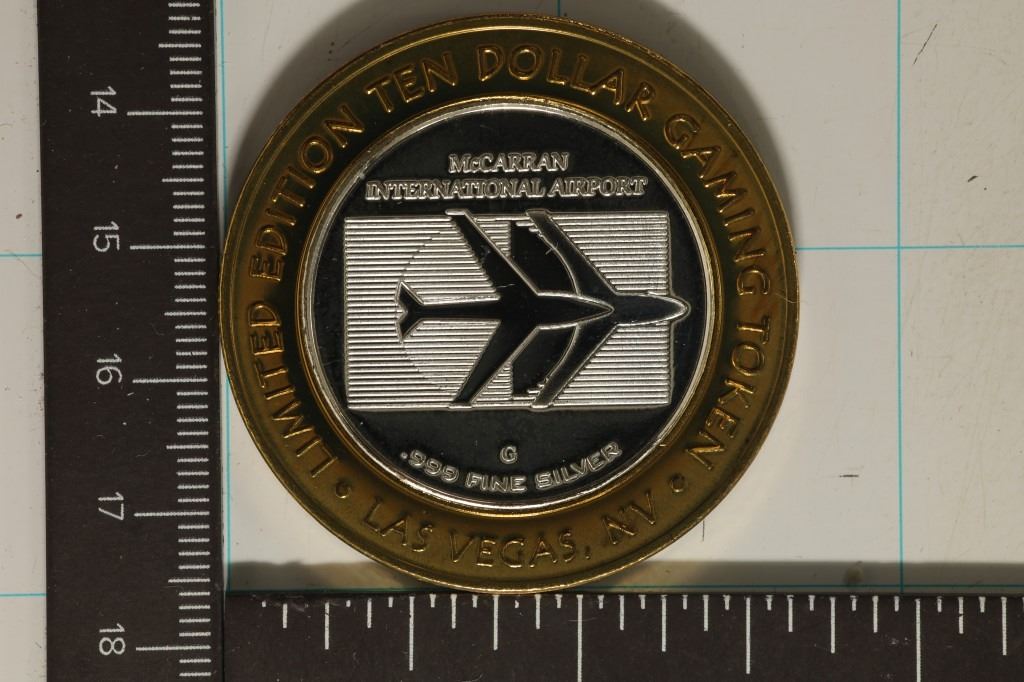 LIMITED EDITION TEN DOLLAR GAMING TOKEN
McCARRAN
INTERNATIONAL AIRPORT
G
.999 FINE SILVER
• LAS VEGAS, NV •
14
15
16
17
18